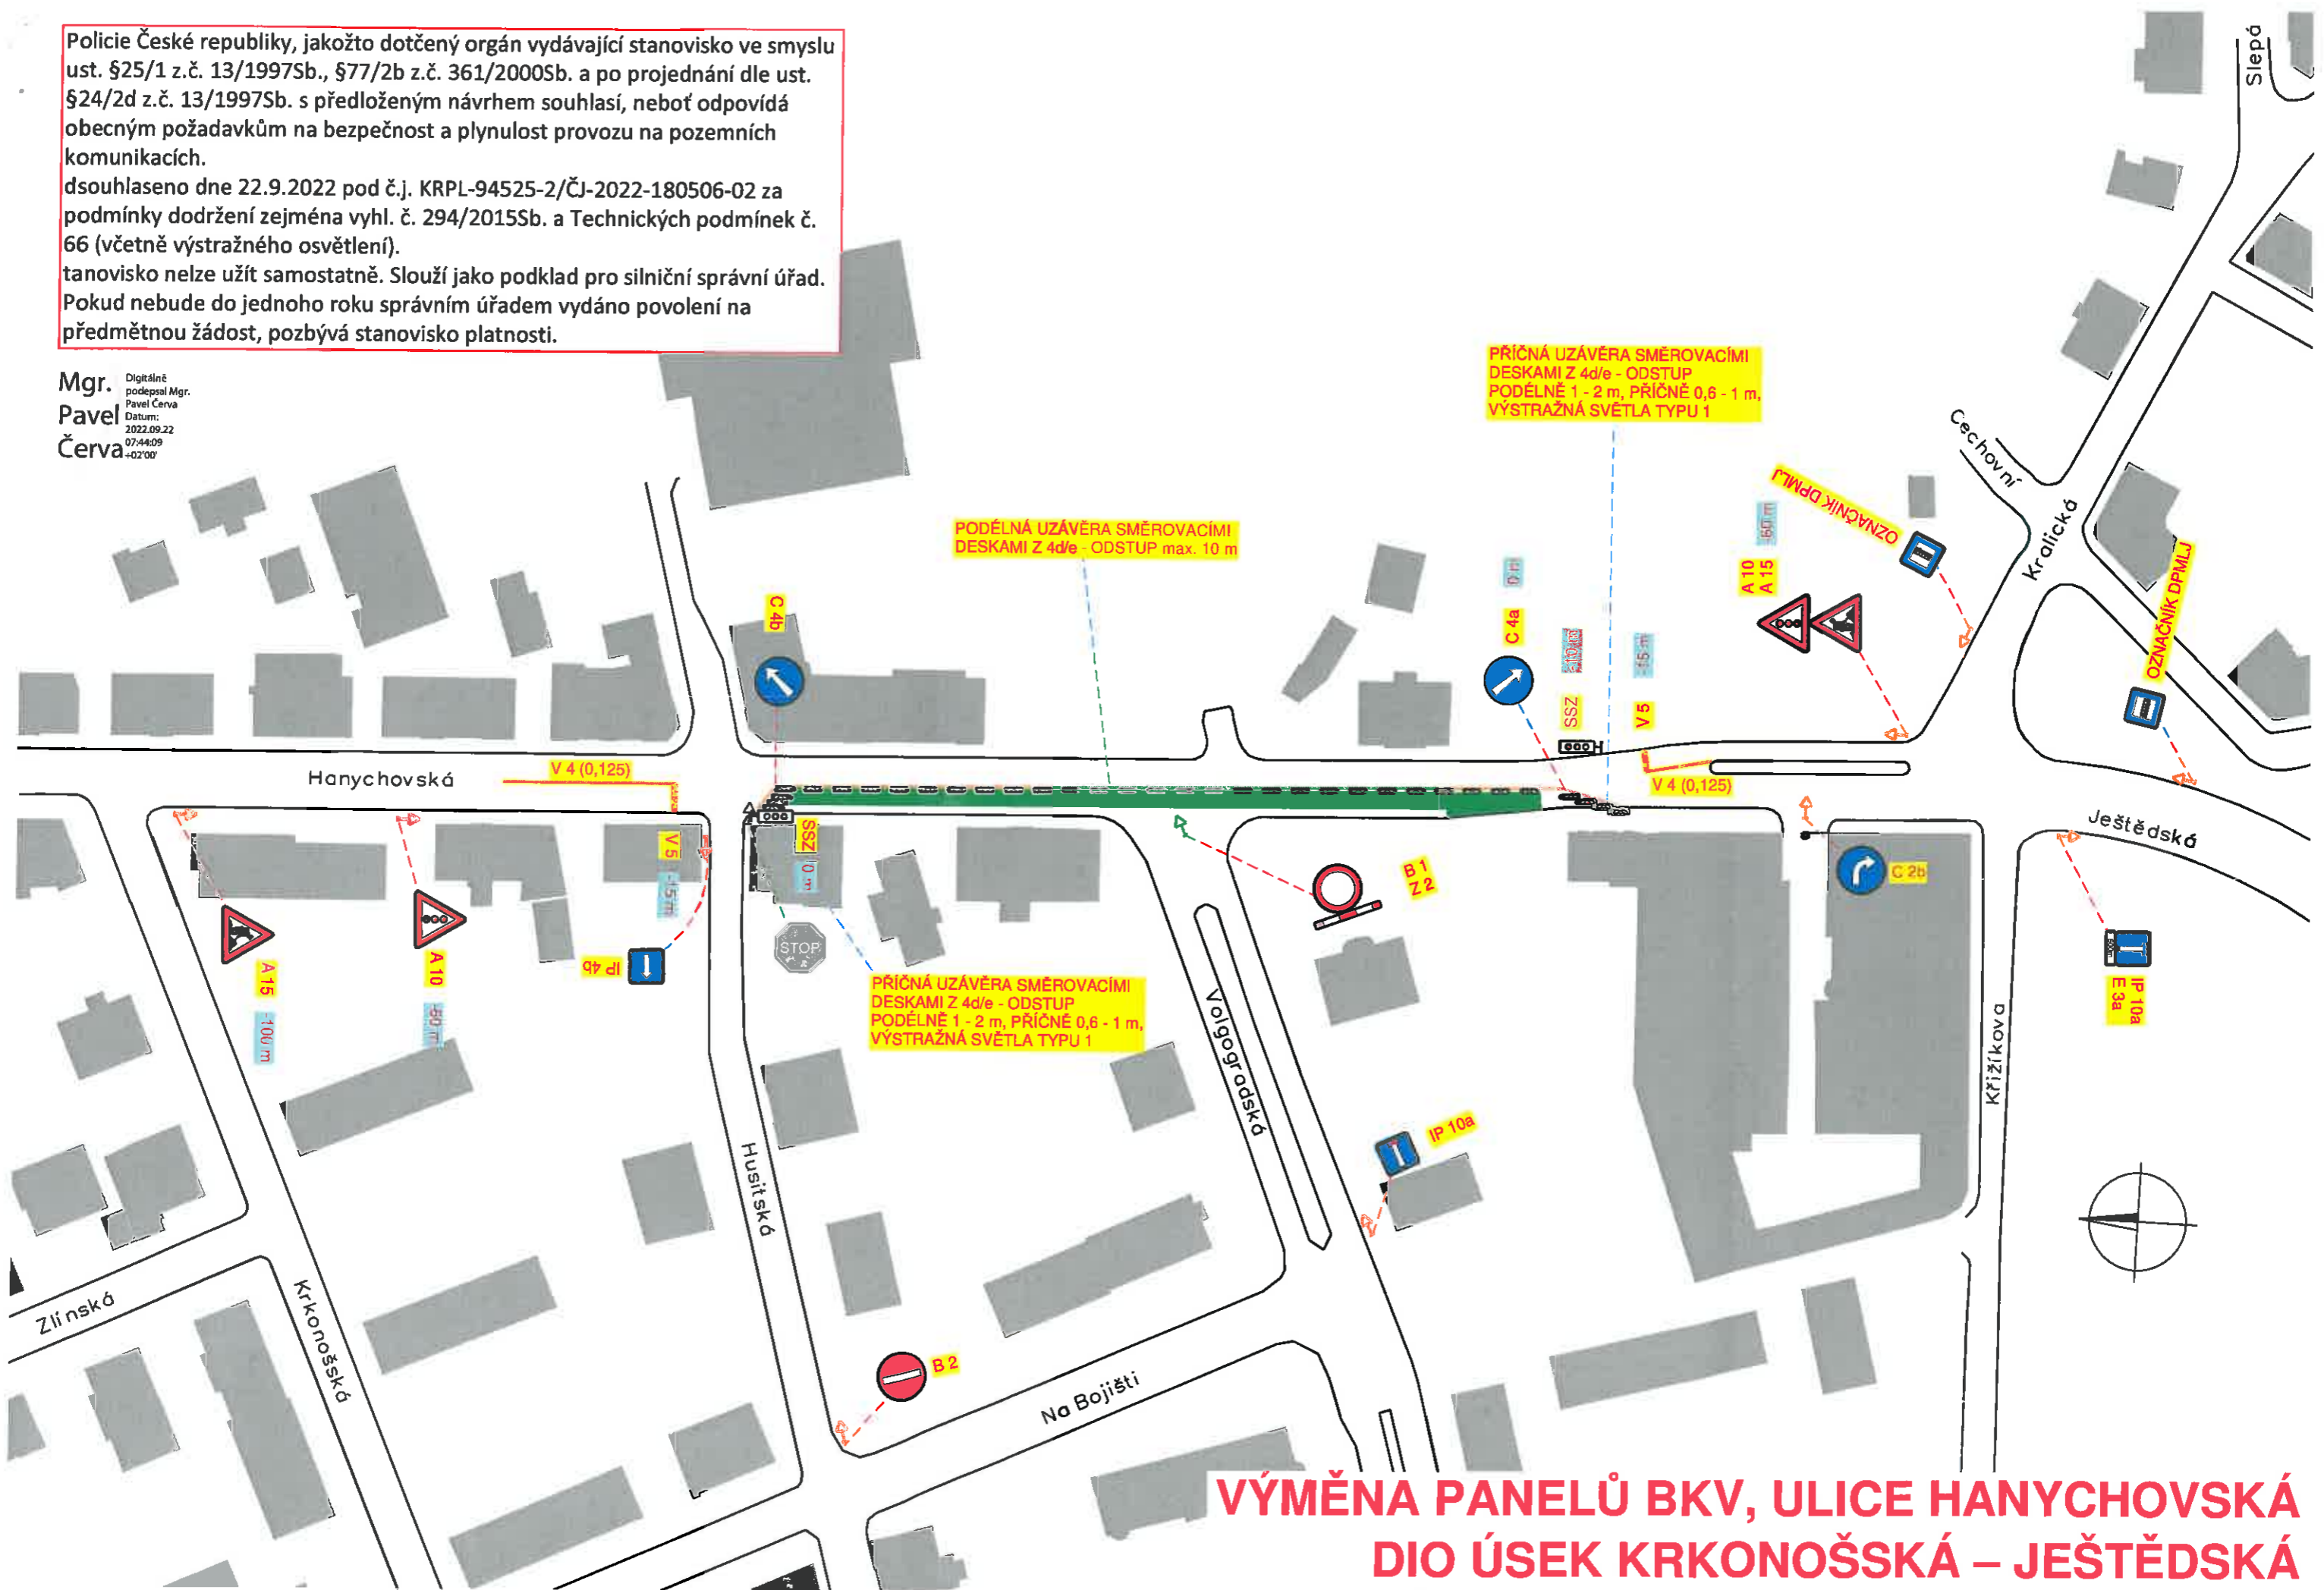 Policie České republiky, jakožto dotčený orgán vydávající stanovisko ve smyslu
ust. §25/1 z.č. 13/1997Sb., §77/2b z.č. 361/2000Sb. a po projednání dle ust.
§24/2d z.č. 13/1997Sb. s předloženým návrhem souhlasí, neboť odpovídá
obecným požadavkům na bezpečnost a plynulost provozu na pozemních
komunikacích.
dsouhlaseno dne 22.9.2022 pod č.j. KRPL-94525-2/ČJ-2022-180506-02 za
podmínky dodržení zejména vyhl. č. 294/2015Sb. a Technických podmínek č.
66 (včetně výstražného osvětlení).
tanovisko nelze užít samostatně. Slouží jako podklad pro silniční správní úřad.
Pokud nebude do jednoho roku správním úřadem vydáno povolení na
předmětnou žádost, pozbývá stanovisko platnosti.
Mgr.
Pavel
Červa
Digitálně
podepsal Mgr.
Pavel Červa
Datum:
2022.09.22
07:44:09
+02'00'
Slepá
PŘÍČNÁ UZÁVĚRA SMĚROVACÍMI
DESKAMI Z 4d/e - ODSTUP
PODÉLNĚ 1 - 2 m, PŘÍČNĚ 0,6 - 1 m,
VÝSTRAŽNÁ SVĚTLA TYPU 1
Cechovní
Kralická
OZNAČNÍK DPMLJ
-50 m
A 10
A 15
OZNAČNÍK DPMLJ
PODÉLNÁ UZÁVĚRA SMĚROVACÍMI
DESKAMI Z 4d/e - ODSTUP max. 10 m
C 4b
0 m
C 4a
SSZ
-15 m
V 5
Hanychovská
V 4 (0,125)
V 4 (0,125)
Ještědská
V 5
-15 m
SSZ
0 m
STOP
IP 4b
A 15
-100 m
A 10
-50 m
B 1
Z 2
C 2b
IP 10a
E 3a
PŘÍČNÁ UZÁVĚRA SMĚROVACÍMI
DESKAMI Z 4d/e - ODSTUP
PODÉLNĚ 1 - 2 m, PŘÍČNĚ 0,6 - 1 m,
VÝSTRAŽNÁ SVĚTLA TYPU 1
Volgogradská
Křižíkova
IP 10a
Husitská
Zlínská
Krkonošská
B 2
Na Bojišti
VÝMĚNA PANELŮ BKV, ULICE HANYCHOVSKÁ
DIO ÚSEK KRKONOŠSKÁ – JEŠTĚDSKÁ